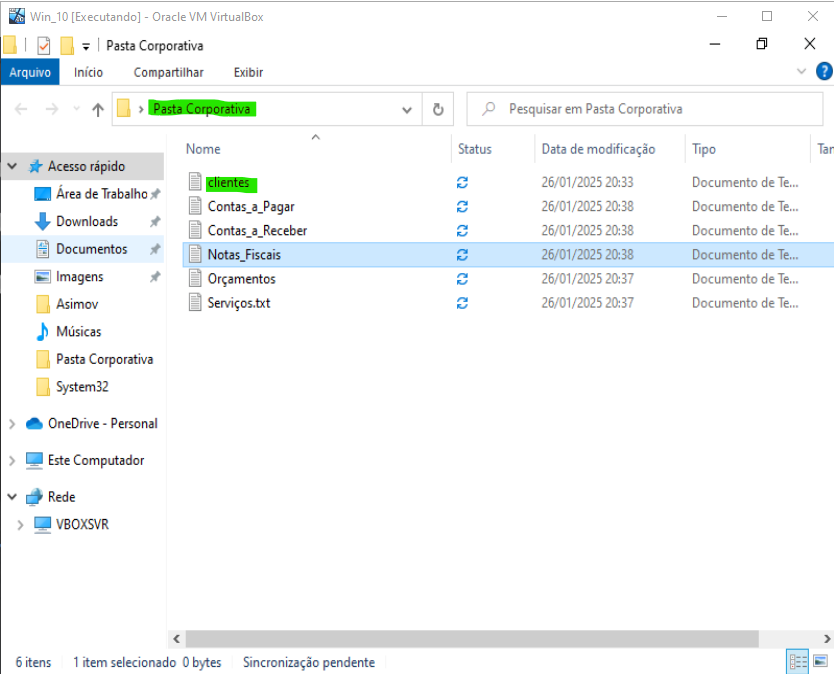 Win_10 [Executando] - Oracle VM VirtualBox
Pasta Corporativa
Arquivo Início Compartilhar Exibir
Pasta Corporativa
Pesquisar em Pasta Corporativa
Nome Status Data de modificação Tipo Tar
Acesso rápido
Área de Trabalho
Downloads
Documentos
Imagens
Asimov
Músicas
Pasta Corporativa
System32
OneDrive - Personal
Este Computador
Rede
VBOXSVR
clientes 26/01/2025 20:33 Documento de Te...
Contas_a_Pagar 26/01/2025 20:38 Documento de Te...
Contas_a_Receber 26/01/2025 20:38 Documento de Te...
Notas_Fiscais 26/01/2025 20:38 Documento de Te...
Orçamentos 26/01/2025 20:37 Documento de Te...
Serviços.txt 26/01/2025 20:37 Documento de Te...
6 itens 1 item selecionado 0 bytes Sincronização pendente